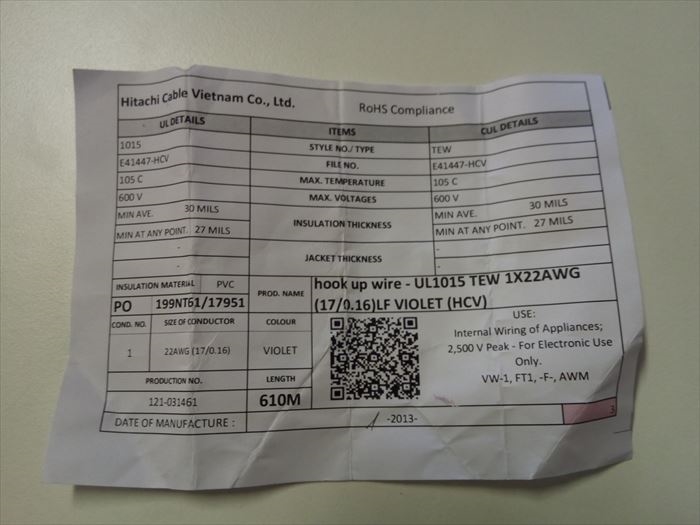 Hitachi Cable Vietnam Co., Ltd. RoHS Compliance
UL DETAILS ITEMS CUL DETAILS
1015 STYLE NO./ TYPE TEW
E41447-HCV FILE NO. E41447-HCV
105 C MAX. TEMPERATURE 105 C
600 V MAX. VOLTAGES 600 V
MIN AVE. 30 MILS INSULATION THICKNESS MIN AVE. 30 MILS
MIN AT ANY POINT. 27 MILS MIN AT ANY POINT. 27 MILS
- JACKET THICKNESS -
- -
INSULATION MATERIAL PVC PROD. NAME hook up wire - UL1015 TEW 1X22AWG
PO 199NT61/17951 (17/0.16)LF VIOLET (HCV)
COND. NO. SIZE OF CONDUCTOR COLOUR USE:
1 22AWG (17/0.16) VIOLET Internal Wiring of Appliances;
2,500 V Peak - For Electronic Use
Only.
PRODUCTION NO. LENGTH VW-1, FT1, -F-, AWM
121-031461 610M
DATE OF MANUFACTURE : -2013- 3